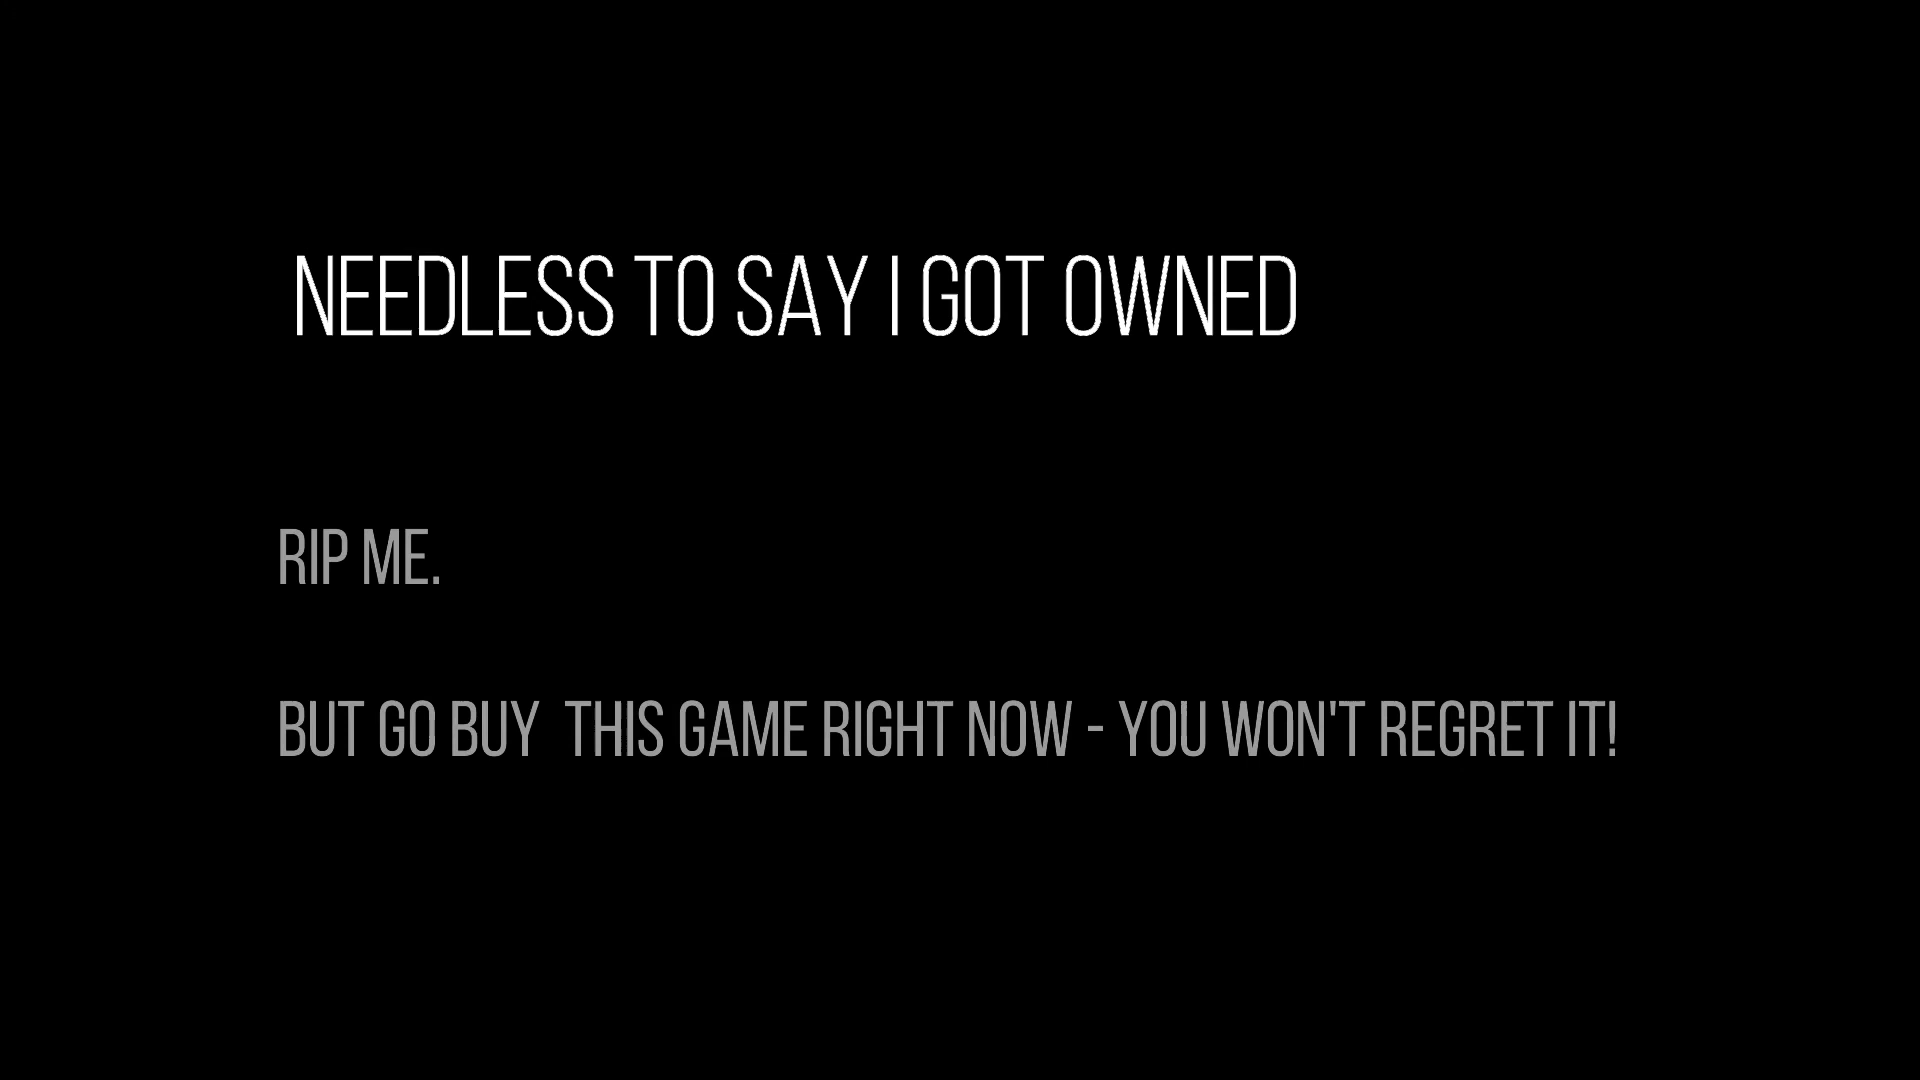 NEEDLESS TO SAY I GOT OWNED
RIP ME.
BUT GO BUY  THIS GAME RIGHT NOW - YOU WON'T REGRET IT!